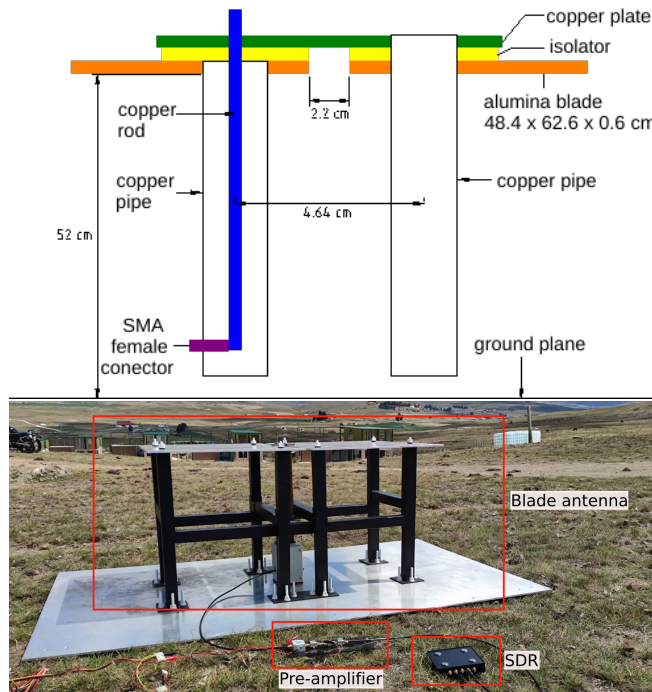 copper plate
isolator
alumina blade
48.4 x 62.6 x 0.6 cm
copper
rod
2.2 cm
copper
pipe
copper pipe
4.64 cm
52 cm
SMA
female
conector
ground plane
Blade antenna
SDR
Pre-amplifier